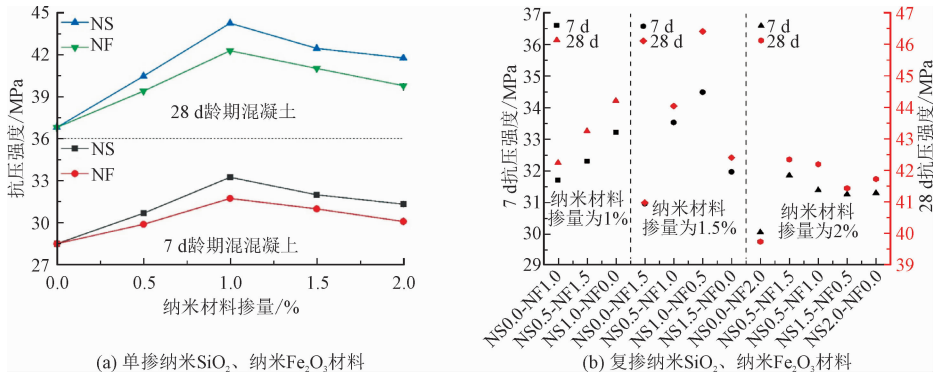 45
42
39
36
33
30
27
抗压强度/MPa
NS
NF
28 d龄期混凝土
NS
NF
7 d龄期混混凝土
0.0 0.5 1.0 1.5 2.0
纳米材料掺量/%
(a) 单掺纳米SiO₂、纳米Fe₂O₃材料
37
36
35
34
33
32
31
30
29
7 d抗压强度/MPa
7 d
28 d
7 d
28 d
7 d
28 d
纳米材料
掺量为1%
纳米材料
掺量为1.5%
纳米材料
掺量为2%
47
46
45
44
43
42
41
40
39
28 d抗压强度/MPa
NS0.0-NF1.0
NS0.5-NF1.5
NS1.0-NF0.0
NS0.0-NF1.5
NS0.5-NF1.0
NS1.0-NF0.5
NS1.5-NF0.0
NS0.0-NF2.0
NS0.5-NF1.5
NS0.5-NF1.0
NS1.5-NF0.5
NS2.0-NF0.0
(b) 复掺纳米SiO₂、纳米Fe₂O₃材料